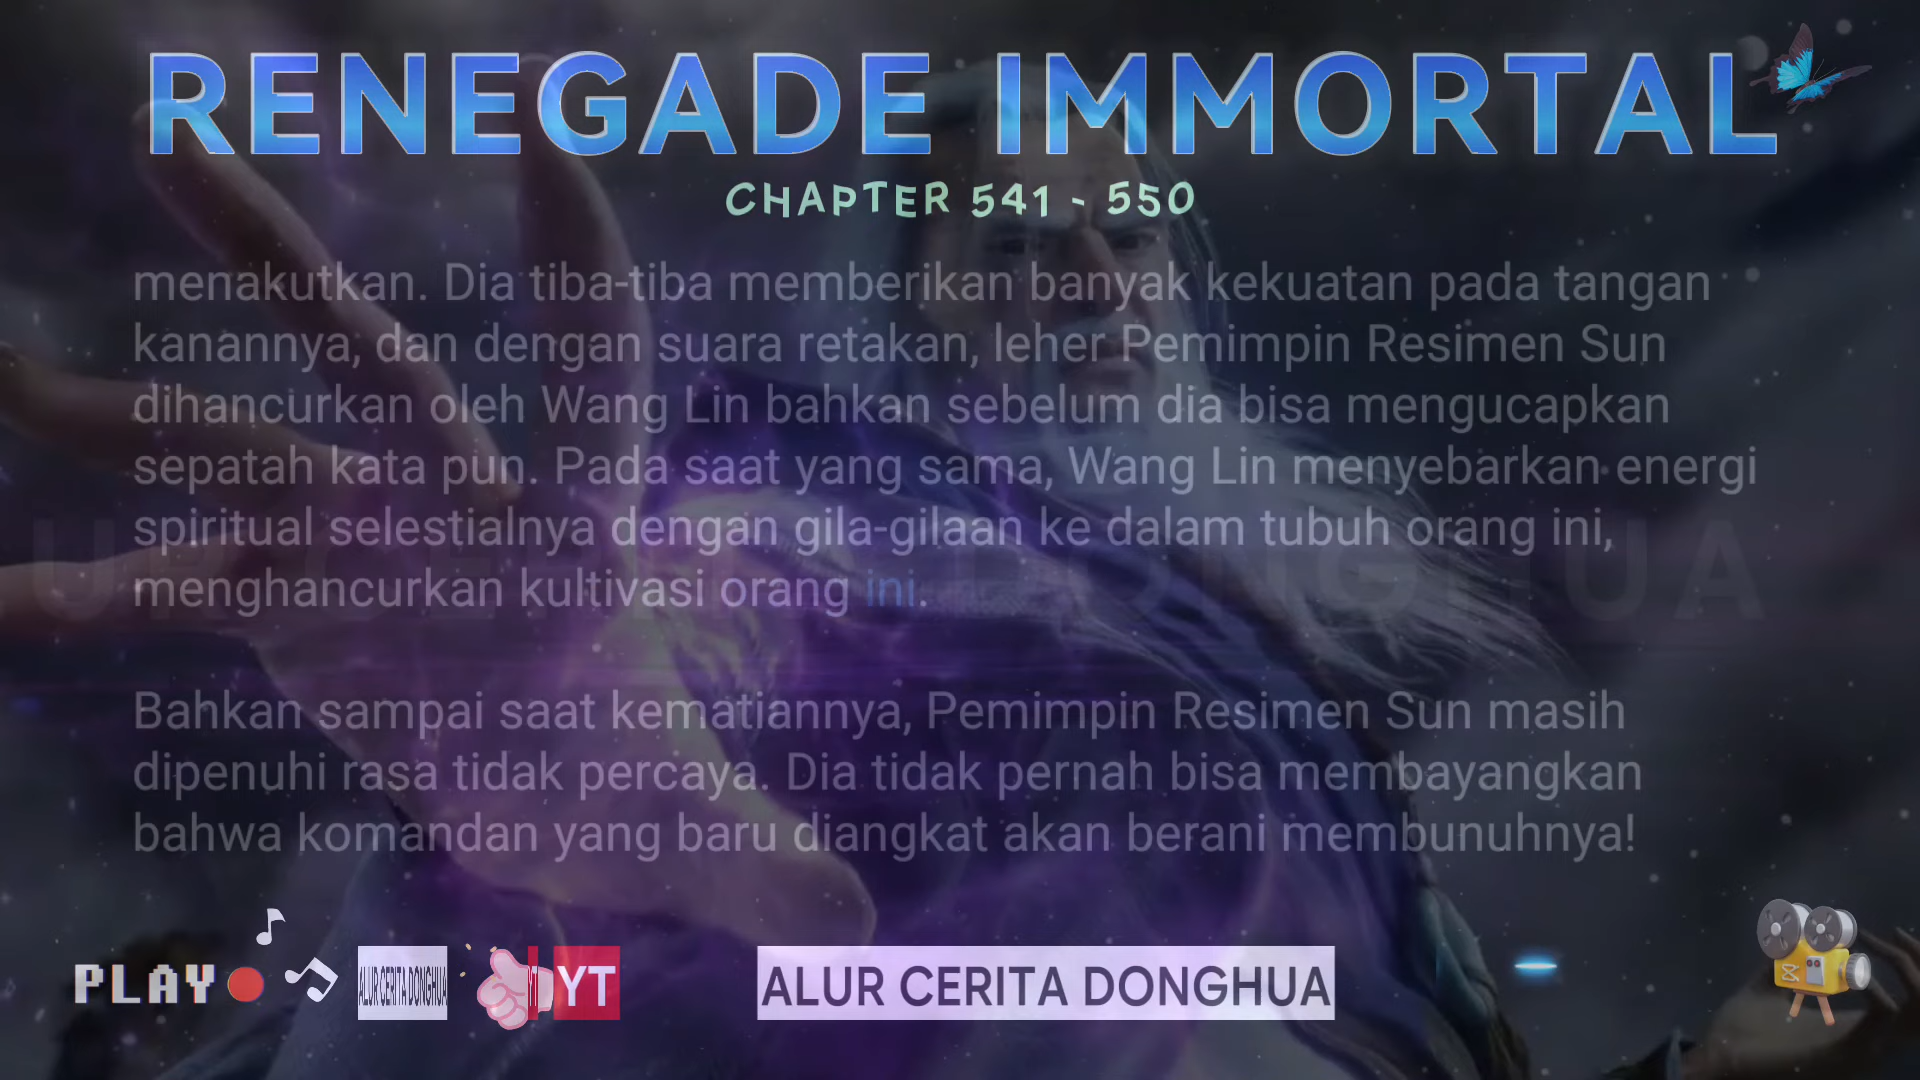 RENEGADE IMMORTAL
CHAPTER 541 - 550
menakutkan. Dia tiba-tiba memberikan banyak kekuatan pada tangan
kanannya, dan dengan suara retakan, leher Pemimpin Resimen Sun
dihancurkan oleh Wang Lin bahkan sebelum dia bisa mengucapkan
sepatah kata pun. Pada saat yang sama, Wang Lin menyebarkan energi
spiritual selestialnya dengan gila-gilaan ke dalam tubuh orang ini,
menghancurkan kultivasi orang ini.
Bahkan sampai saat kematiannya, Pemimpin Resimen Sun masih
dipenuhi rasa tidak percaya. Dia tidak pernah bisa membayangkan
bahwa komandan yang baru diangkat akan berani membunuhnya!
PLAY
ALUR CERITA DONGHUA
YT
YT
ALUR CERITA DONGHUA